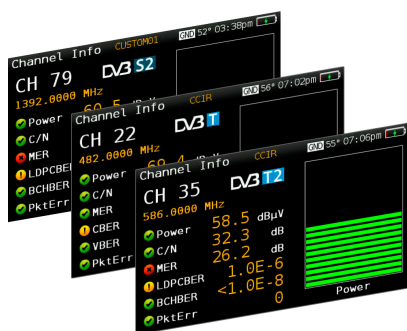 Channel Info CUSTOM01 GND 52° 03:38pm
CH 79 DVB S2
1392.0000 MHz
Power
C/N
MER
LDPCBER
BCHBER
PktErr
Channel Info CCIR GND 56° 07:02pm
CH 22 DVB T
482.0000 MHz
Power
C/N
MER
CBER
VBER
PktErr
Channel Info CCIR GND 55° 07:06pm
CH 35 DVB T2
586.0000 MHz
Power 58.5 dBµV
C/N 32.3 dB
MER 26.2 dB
LDPCBER 1.0E-6
BCHBER <1.0E-8
PktErr 0
Power